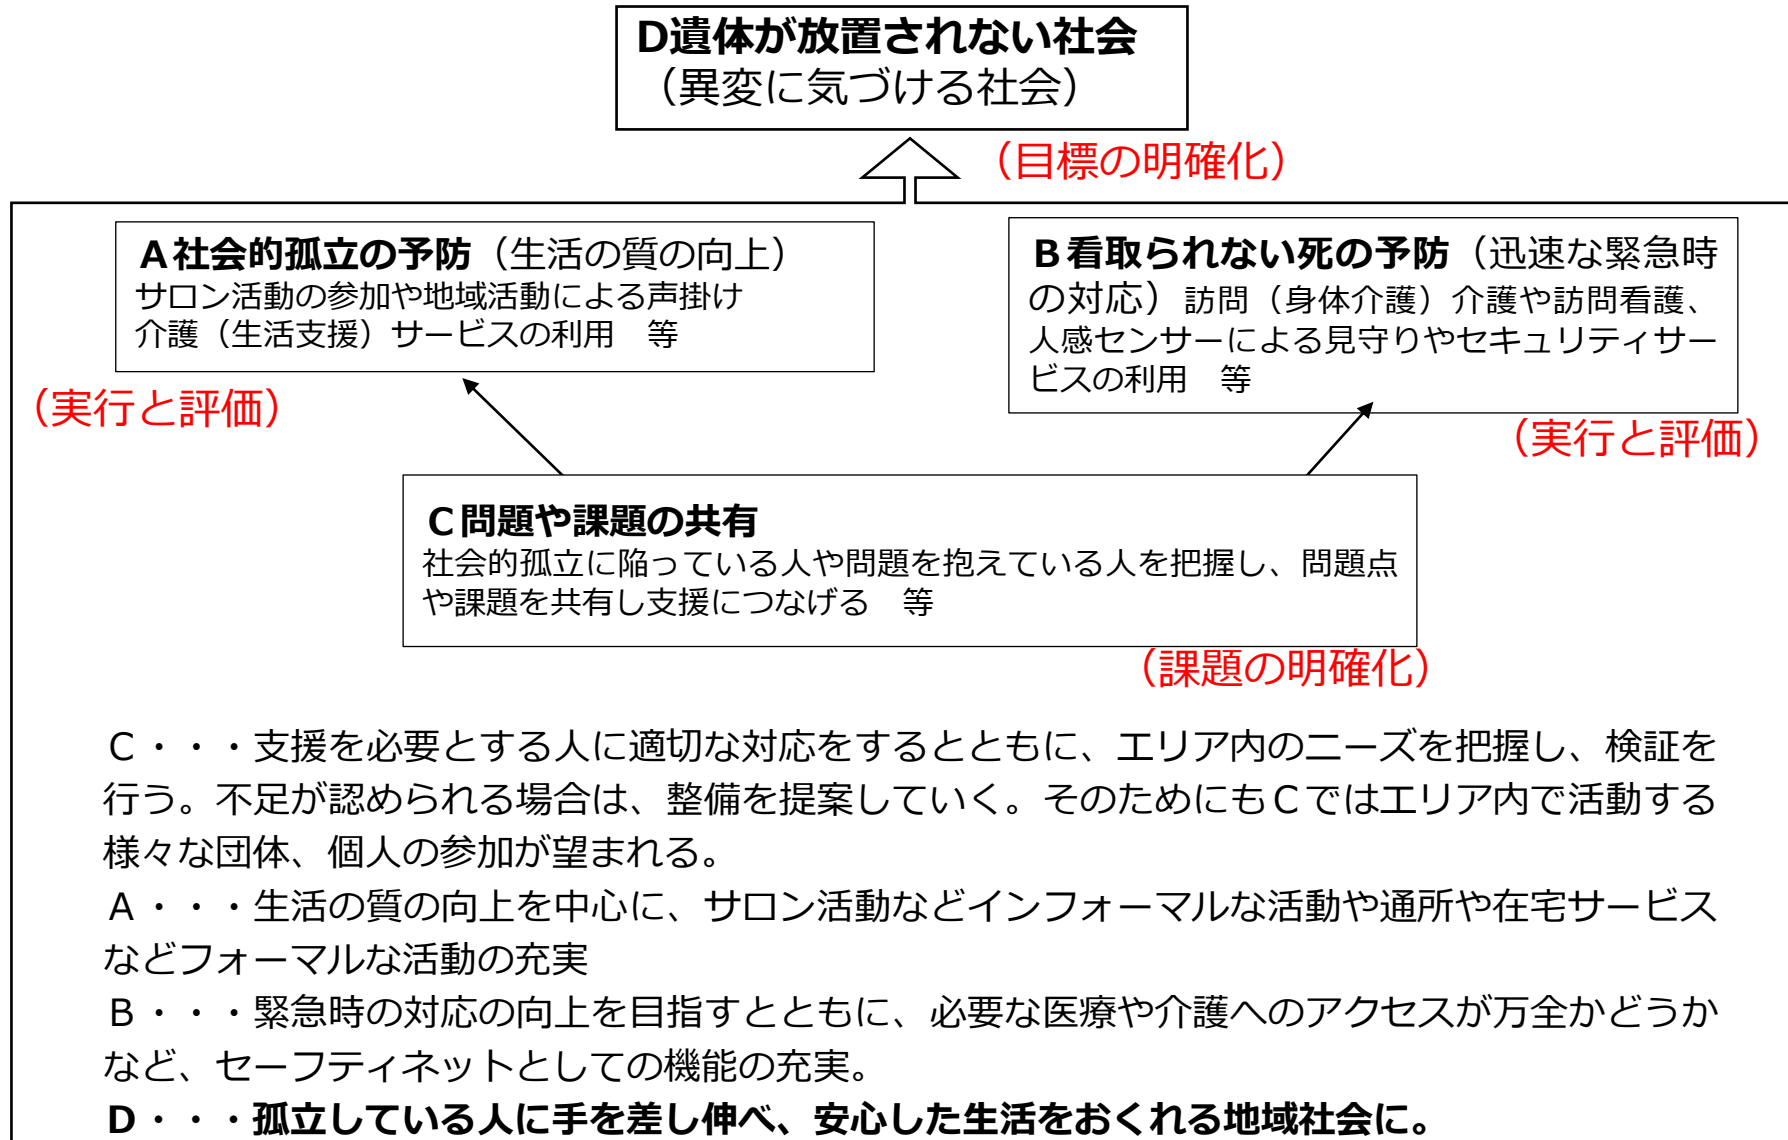 D遺体が放置されない社会
（異変に気づける社会）
（目標の明確化）
Ａ社会的孤立の予防（生活の質の向上）
サロン活動の参加や地域活動による声掛け
介護（生活支援）サービスの利用　等
Ｂ看取られない死の予防（迅速な緊急時
の対応）訪問（身体介護）介護や訪問看護、
人感センサーによる見守りやセキュリティサー
ビスの利用　等
（実行と評価）
（実行と評価）
Ｃ問題や課題の共有
社会的孤立に陥っている人や問題を抱えている人を把握し、問題点
や課題を共有し支援につなげる　等
（課題の明確化）
Ｃ・・・支援を必要とする人に適切な対応をするとともに、エリア内のニーズを把握し、検証を
行う。不足が認められる場合は、整備を提案していく。そのためにもＣではエリア内で活動する
様々な団体、個人の参加が望まれる。
Ａ・・・生活の質の向上を中心に、サロン活動などインフォーマルな活動や通所や在宅サービス
などフォーマルな活動の充実
Ｂ・・・緊急時の対応の向上を目指すとともに、必要な医療や介護へのアクセスが万全かどうか
など、セーフティネットとしての機能の充実。
Ｄ・・・孤立している人に手を差し伸べ、安心した生活をおくれる地域社会に。